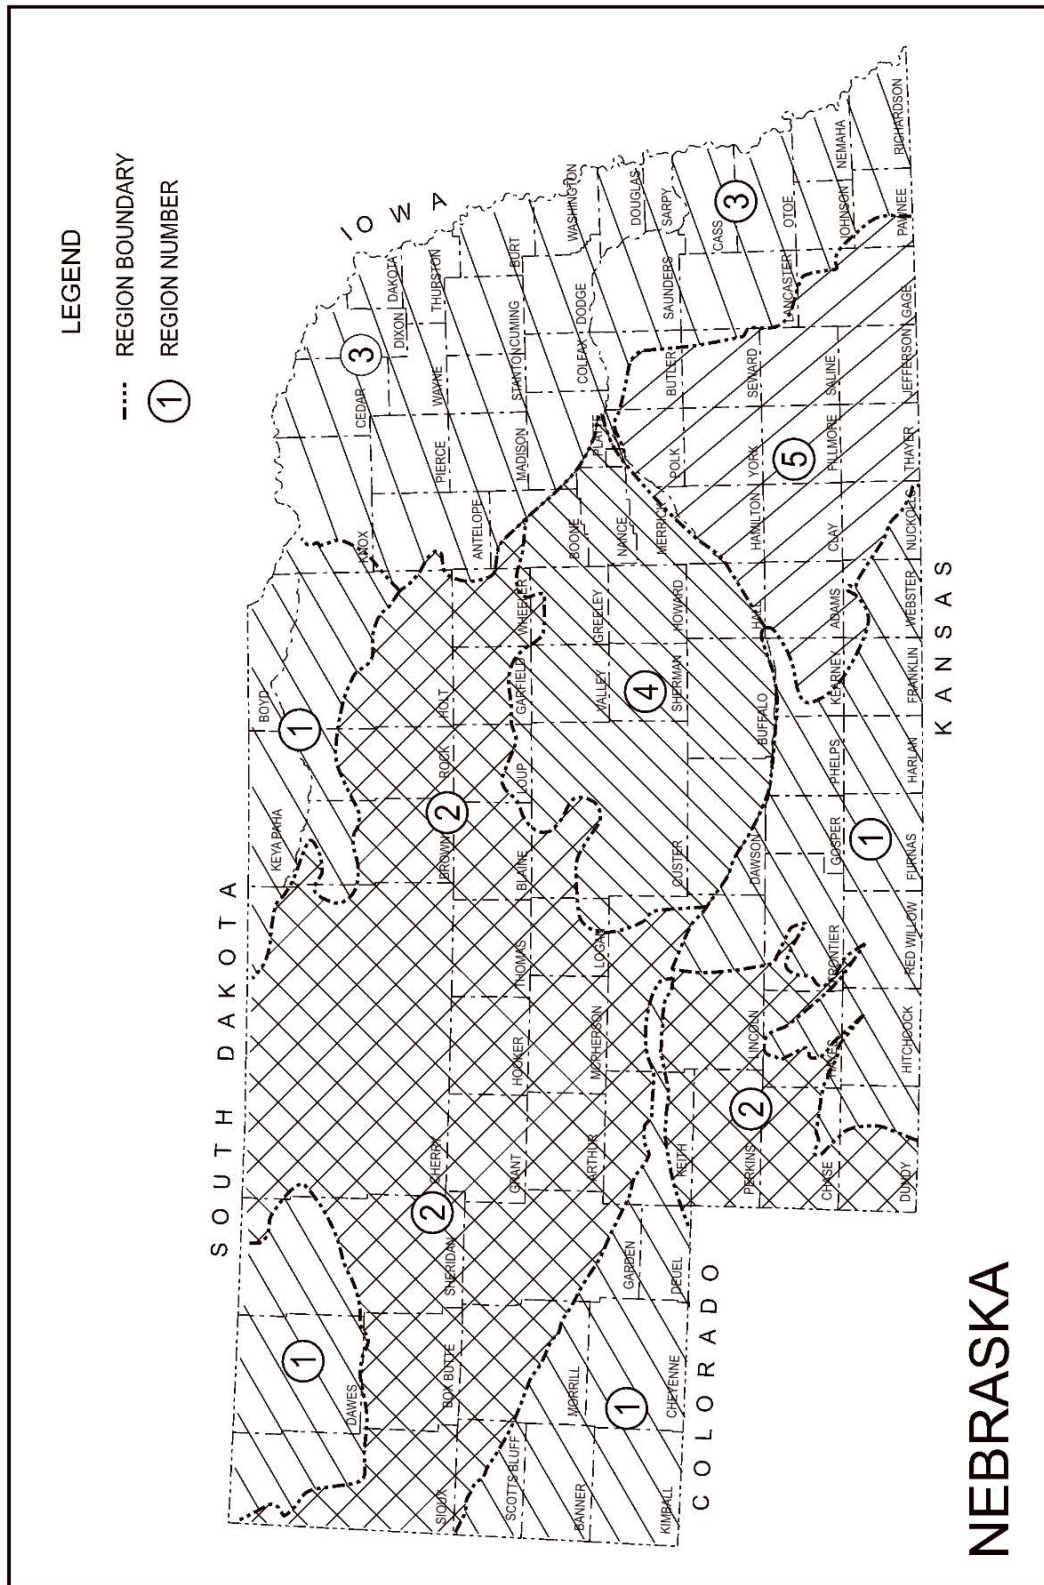 LEGEND
REGION BOUNDARY
1 REGION NUMBER
SOUTH DAKOTA
IOWA
COLORADO
KANSAS
NEBRASKA
SIOUX
DAWES
BOX BUTTE
SHERIDAN
CHERRY
KEYA PAHA
BOYD
BROWN
ROCK
HOLT
KNOX
CEDAR
DIXON
DAKOTA
ANTELOPE
PIERCE
WAYNE
THURSTON
SCOTTS BLUFF
GRANT
HOOKER
THOMAS
BLAINE
LOUP
GARFIELD
WHEELER
MADISON
STANTON
CUMING
BURT
BANNER
MORRILL
GARDEN
ARTHUR
MCPHERSON
LOGAN
CUSTER
VALLEY
GREELEY
BOONE
NANCE
PLATTE
COLFAX
DODGE
WASHINGTON
KIMBALL
CHEYENNE
DEUEL
KEITH
LINCOLN
DAWSON
BUFFALO
SHERMAN
HOWARD
HALL
MERRICK
POLK
BUTLER
SAUNDERS
DOUGLAS
SARPY
CASS
PERKINS
CHASE
HAYES
FRONTIER
GOSPER
PHELPS
KEARNEY
ADAMS
HAMILTON
CLAY
YORK
FILLMORE
SEWARD
SALINE
LANCASTER
OTOE
JOHNSON
NEMAHA
DUNDY
HITCHCOCK
RED WILLOW
FURNAS
HARLAN
FRANKLIN
WEBSTER
NUCKOLLS
THAYER
JEFFERSON
GAGE
PAWNEE
RICHARDSON
1
2
1
2
2
1
1
4
5
3
3